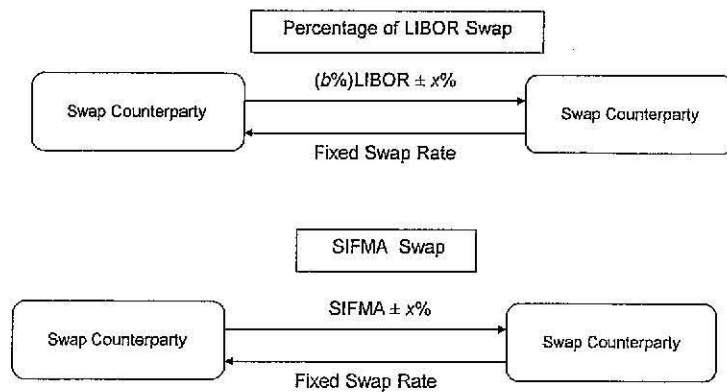 Percentage of LIBOR Swap
(b%)LIBOR ± x%
Swap Counterparty
Swap Counterparty
Fixed Swap Rate
SIFMA Swap
SIFMA ± x%
Swap Counterparty
Swap Counterparty
Fixed Swap Rate